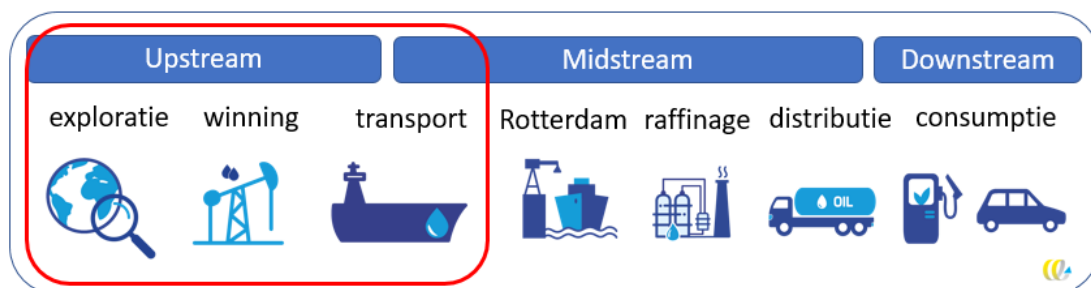 Upstream Midstream Downstream
exploratie winning transport Rotterdam raffinage distributie consumptie
OIL